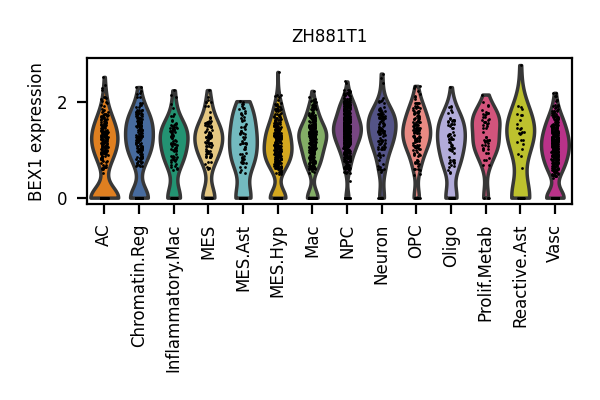 ZH881T1
BEX1 expression
2
0
AC
Chromatin.Reg
Inflammatory.Mac
MES
MES.Ast
MES.Hyp
Mac
NPC
Neuron
OPC
Oligo
Prolif.Metab
Reactive.Ast
Vasc